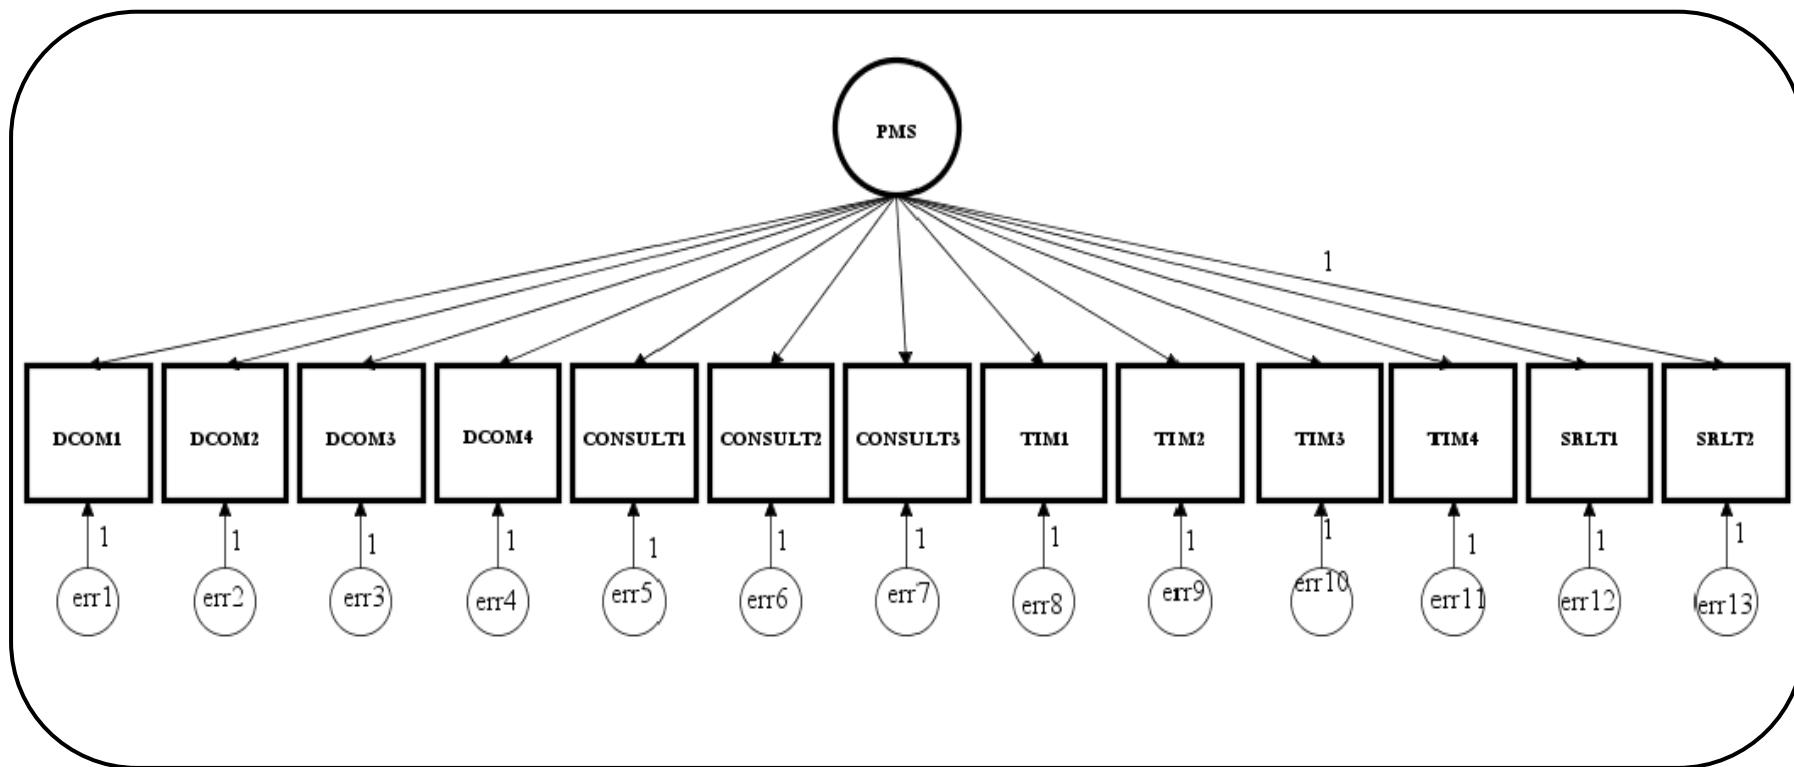 PMS
1
DCOM1 DCOM2 DCOM3 DCOM4 CONSULT1 CONSULT2 CONSULT3 TIM1 TIM2 TIM3 TIM4 SRLT1 SRLT2
1 1 1 1 1 1 1 1 1 1 1 1 1
err1 err2 err3 err4 err5 err6 err7 err8 err9 err10 err11 err12 err13